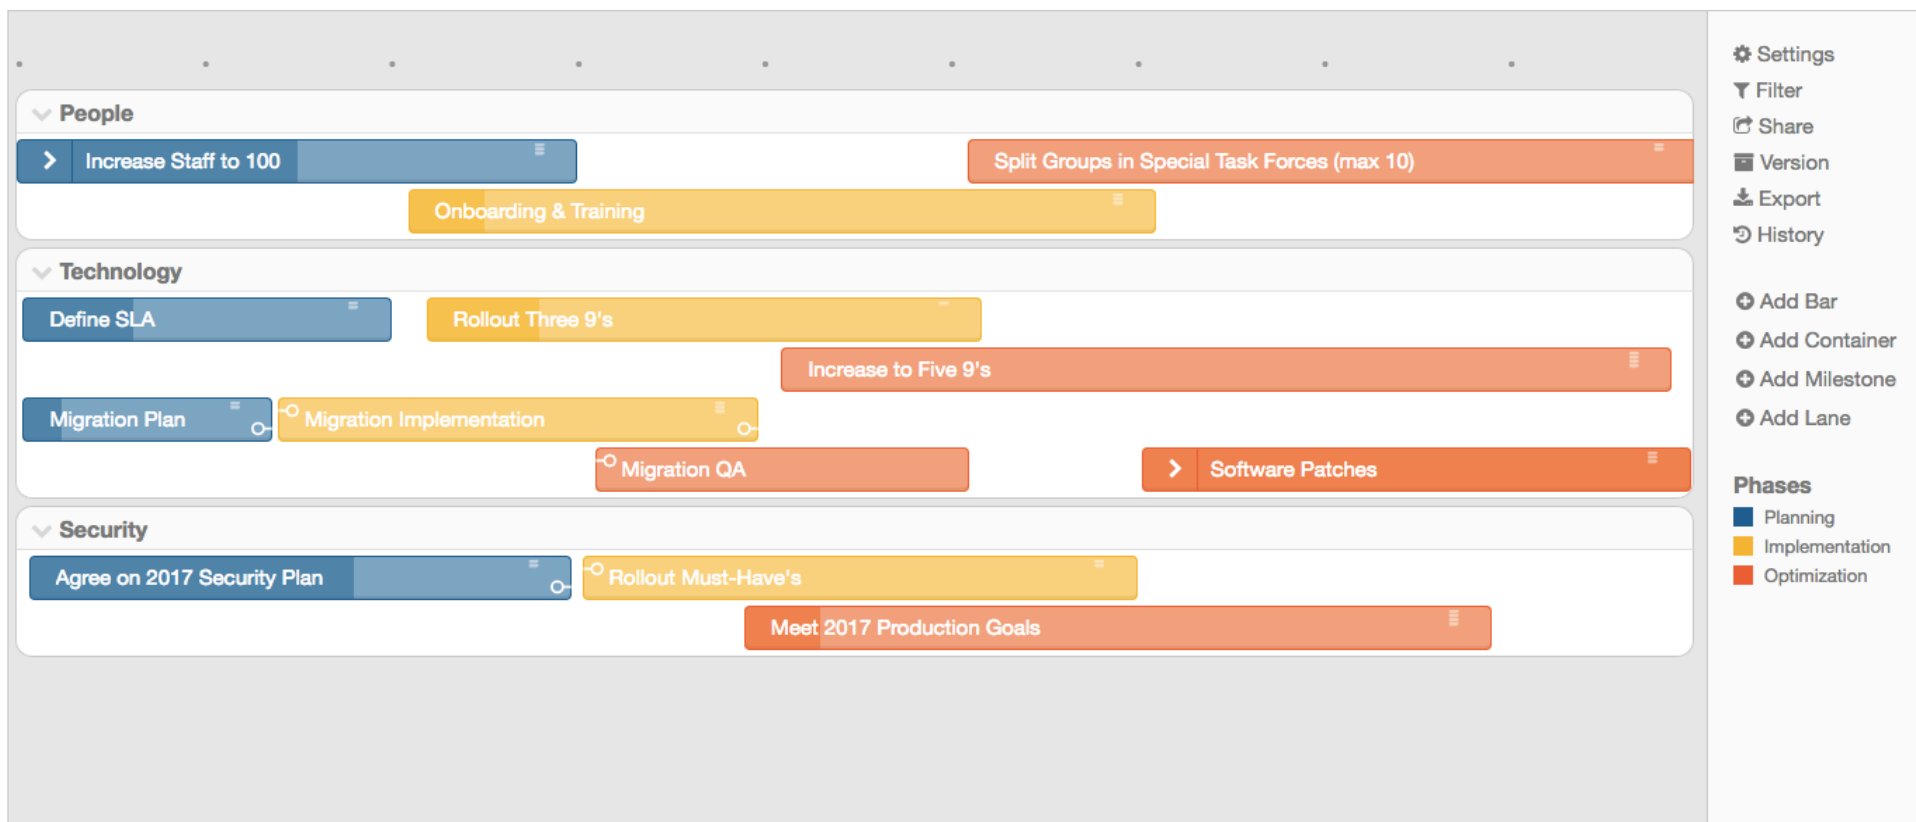 People
Increase Staff to 100
Split Groups in Special Task Forces (max 10)
Onboarding & Training
Technology
Define SLA
Rollout Three 9's
Increase to Five 9's
Migration Plan
Migration Implementation
Migration QA
Software Patches
Security
Agree on 2017 Security Plan
Rollout Must-Have's
Meet 2017 Production Goals
Settings
Filter
Share
Version
Export
History
Add Bar
Add Container
Add Milestone
Add Lane
Phases
Planning
Implementation
Optimization